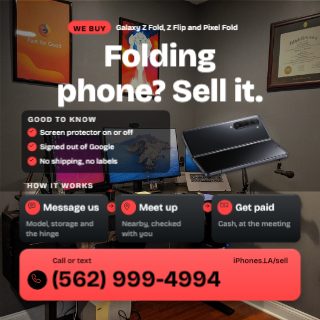 WE BUY Galaxy Z Fold, Z Flip and Pixel Fold
Folding
phone? Sell it.
GOOD TO KNOW
Screen protector on or off
Signed out of Google
No shipping, no labels
HOW IT WORKS
Message us
Model, storage and
the hinge
Meet up
Nearby, checked
with you
Get paid
Cash, at the meeting
Call or text
iPhones.LA/sell
(562) 999-4994